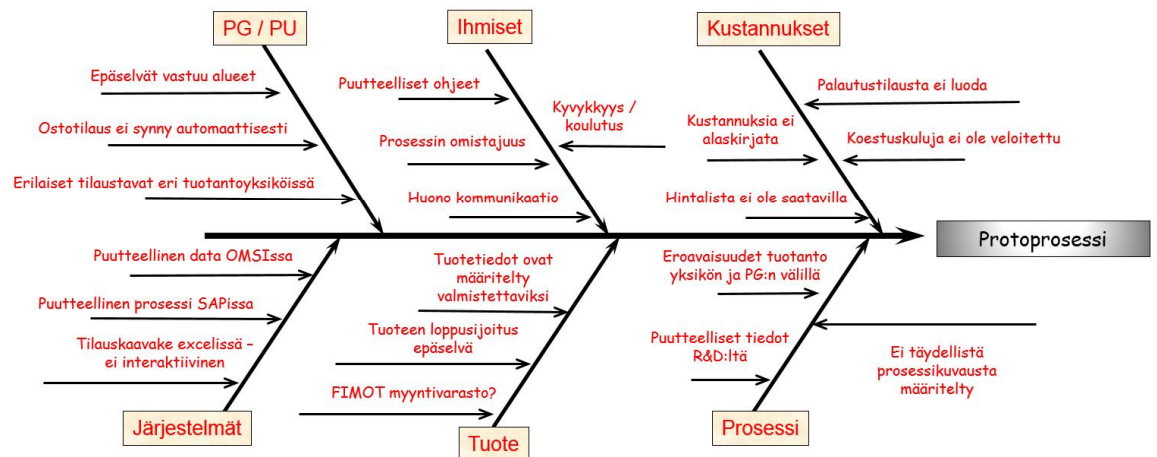 PG / PU
Ihmiset
Kustannukset
Epäselvät vastuu alueet
Ostotilaus ei synny automaattisesti
Erilaiset tilaustavat eri tuotantoyksiköissä
Puutteelliset ohjeet
Kyvykkyys /
koulutus
Prosessin omistajuus
Huono kommunikaatio
Palautustilausta ei luoda
Kustannuksia ei
alaskirjata
Koestuskuluja ei ole veloitettu
Hintalista ei ole saatavilla
Protoprosessi
Puutteellinen data OMSIssa
Puutteellinen prosessi SAPissa
Tilauskaavake excelissä –
ei interaktiivinen
Tuotetiedot ovat
määritelty
valmistettaviksi
Tuoteen loppusijoitus
epäselvä
FIMOT myyntivarasto?
Eroavaisuudet tuotanto
yksikön ja PG:n välillä
Puutteelliset tiedot
R&D:ltä
Ei täydellistä
prosessikuvausta
määritelty
Järjestelmät
Tuote
Prosessi